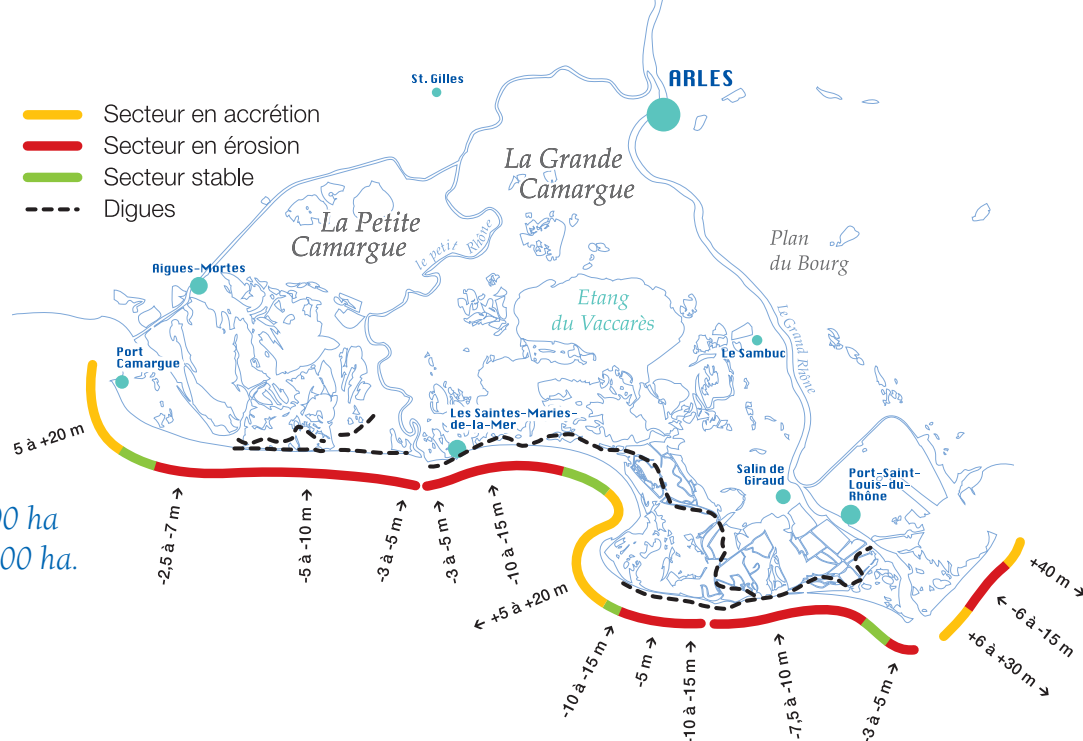 ARLES
St. Gilles
Secteur en accrétion
Secteur en érosion
Secteur stable
Digues
La Grande
Camargue
La Petite
Camargue
Le petit Rhône
Plan
du Bourg
Aigues-Mortes
Etang
du Vaccarès
Le Grand Rhône
Port
Camargue
Le Sambuc
Les Saintes-Maries-
de-la-Mer
5 à +20 m
Salin de
Giraud
Port-Saint-
Louis-du-
Rhône
00 ha
00 ha.
-2,5 à -7 m →
-5 à -10 m →
-3 à -5 m →
-3 à -5 m →
-10 à -15 m →
← +5 à +20 m
-10 à -15 m →
-5 m →
-10 à -15 m →
-7,5 à -10 m →
-3 à -5 m →
+40 m →
← -6 à -15 m
+6 à +30 m →